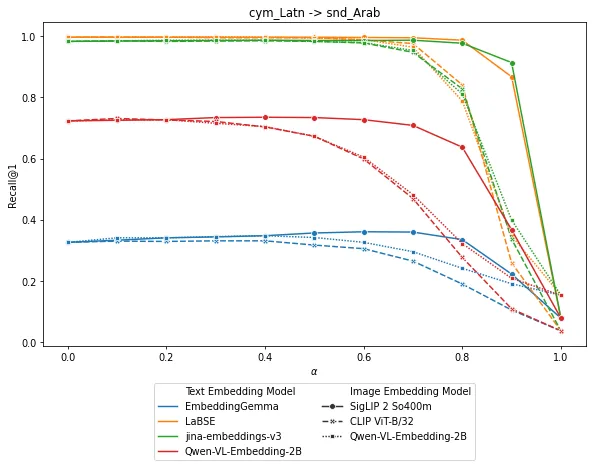 cym_Latn -> snd_Arab
1.0
0.8
0.6
0.4
0.2
0.0
Recall@1
0.0 0.2 0.4 0.6 0.8 1.0
α
Text Embedding Model Image Embedding Model
EmbeddingGemma SigLIP 2 So400m
LaBSE CLIP ViT-B/32
jina-embeddings-v3 Qwen-VL-Embedding-2B
Qwen-VL-Embedding-2B